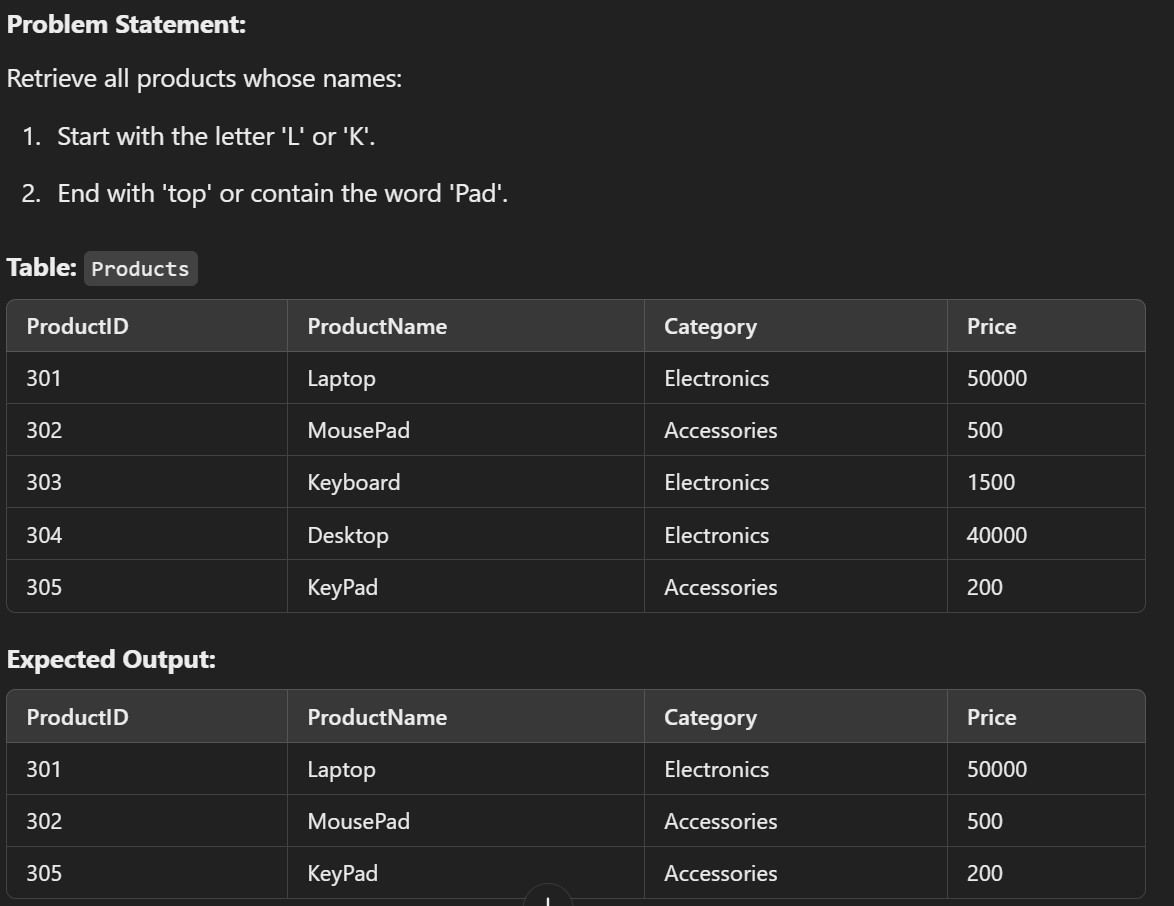 Problem Statement:
Retrieve all products whose names:
1. Start with the letter 'L' or 'K'.
2. End with 'top' or contain the word 'Pad'.
Table: Products
ProductID ProductName Category Price
301 Laptop Electronics 50000
302 MousePad Accessories 500
303 Keyboard Electronics 1500
304 Desktop Electronics 40000
305 KeyPad Accessories 200
Expected Output:
ProductID ProductName Category Price
301 Laptop Electronics 50000
302 MousePad Accessories 500
305 KeyPad Accessories 200